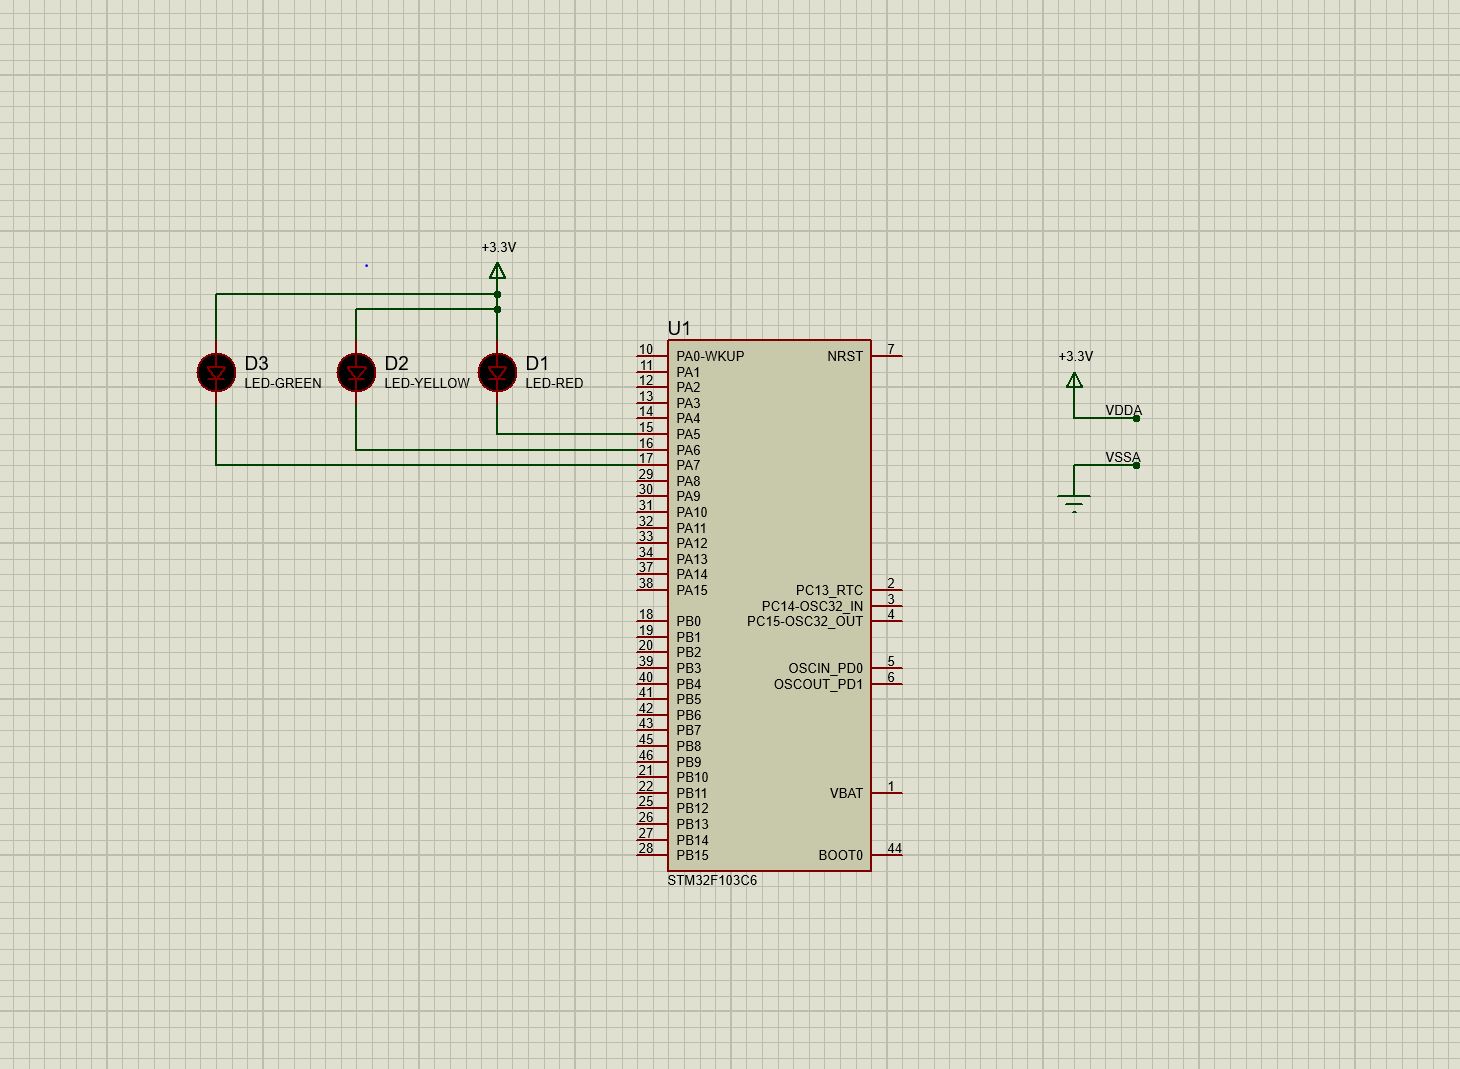 +3.3V
D3
LED-GREEN
D2
LED-YELLOW
D1
LED-RED
U1
10 PA0-WKUP
11 PA1
12 PA2
13 PA3
14 PA4
15 PA5
16 PA6
17 PA7
29 PA8
30 PA9
31 PA10
32 PA11
33 PA12
34 PA13
37 PA14
38 PA15
18 PB0
19 PB1
20 PB2
39 PB3
40 PB4
41 PB5
42 PB6
43 PB7
45 PB8
46 PB9
21 PB10
22 PB11
25 PB12
26 PB13
27 PB14
28 PB15
NRST 7
PC13_RTC 2
PC14-OSC32_IN 3
PC15-OSC32_OUT 4
OSCIN_PD0 5
OSCOUT_PD1 6
VBAT 1
BOOT0 44
STM32F103C6
+3.3V
VDDA
VSSA